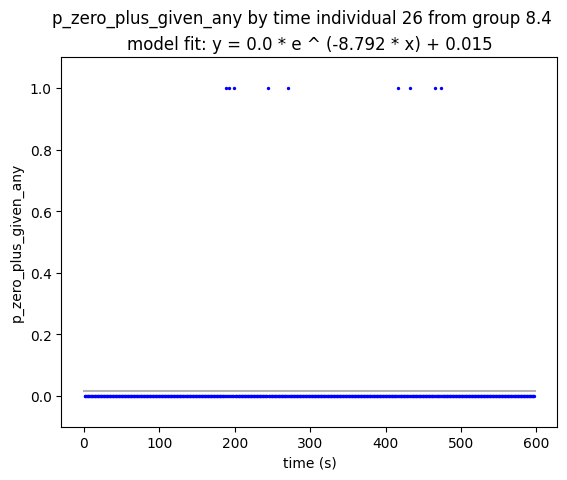 p_zero_plus_given_any by time individual 26 from group 8.4
model fit: y = 0.0 * e ^ (-8.792 * x) + 0.015
1.0
0.8
0.6
0.4
0.2
0.0
p_zero_plus_given_any
0 100 200 300 400 500 600
time (s)